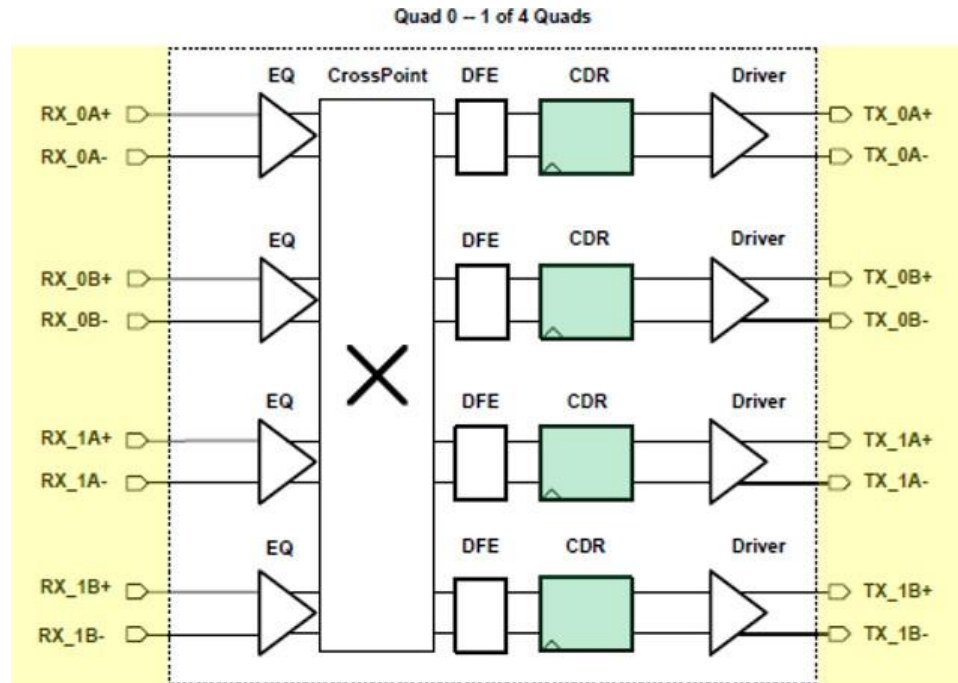 Quad 0 -- 1 of 4 Quads
EQ CrossPoint DFE CDR Driver
RX_0A+ TX_0A+
RX_0A- TX_0A-
EQ DFE CDR Driver
RX_0B+ TX_0B+
RX_0B- TX_0B-
EQ DFE CDR Driver
RX_1A+ TX_1A+
RX_1A- TX_1A-
EQ DFE CDR Driver
RX_1B+ TX_1B+
RX_1B- TX_1B-